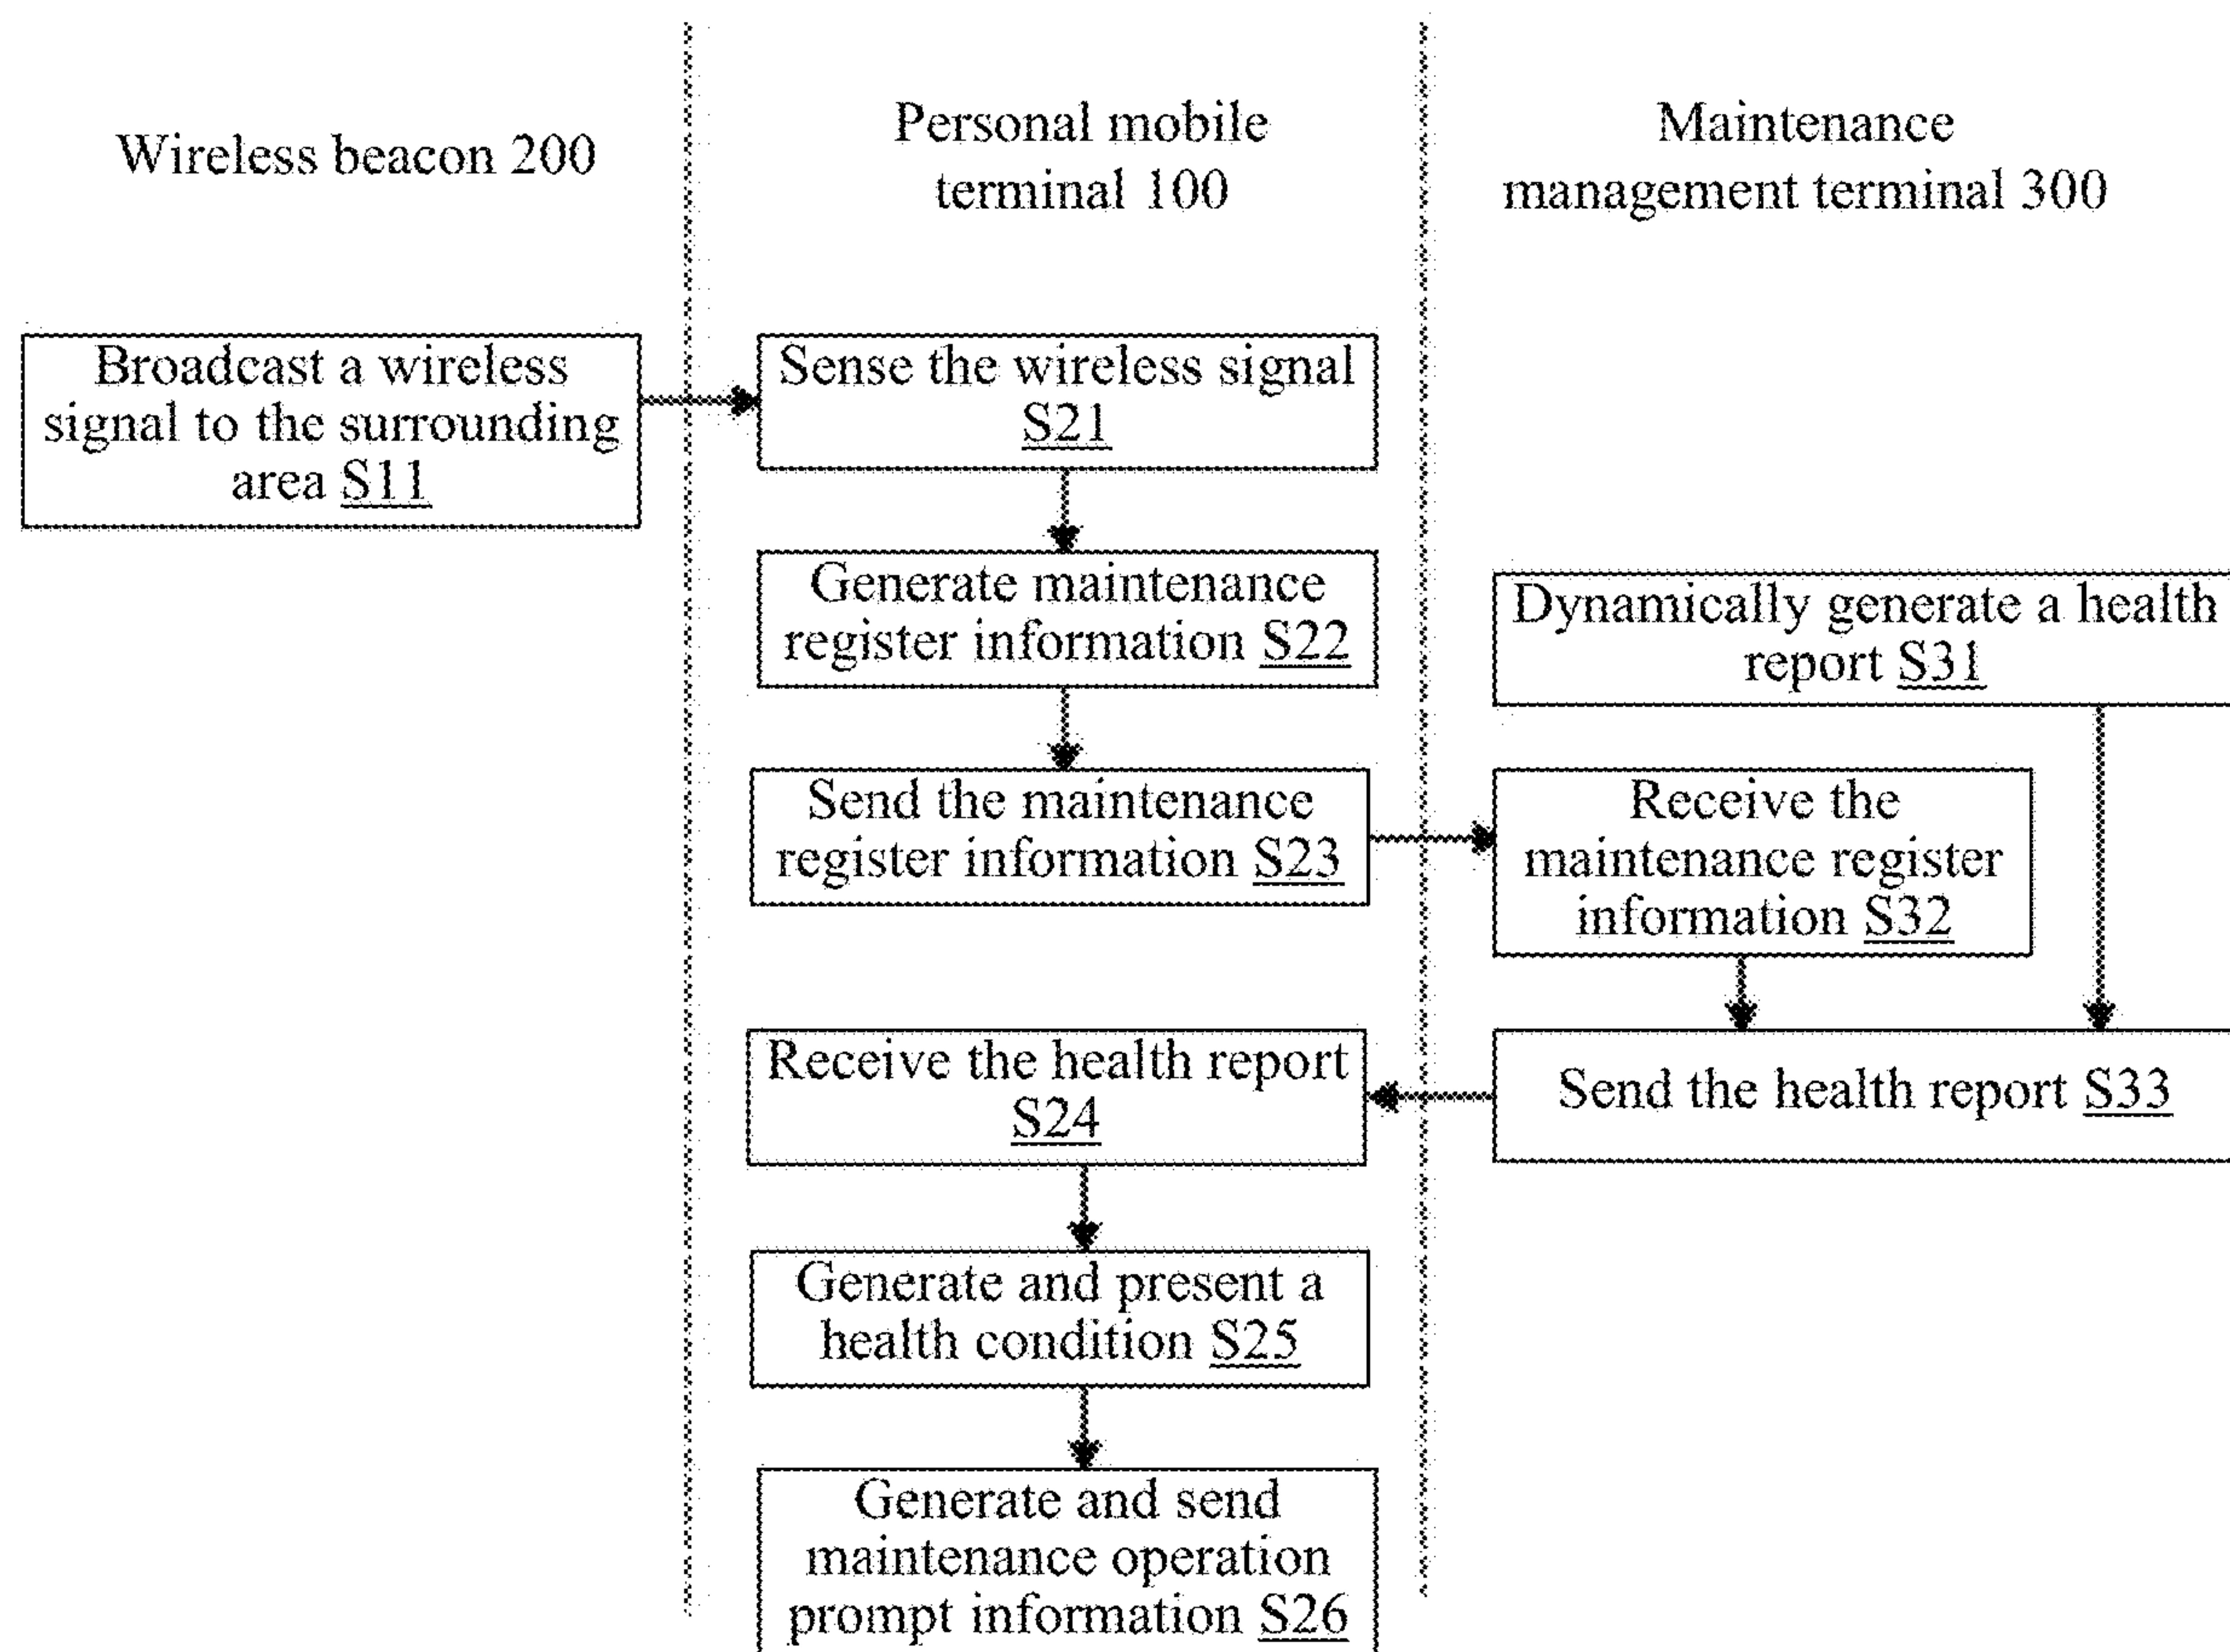 Wireless beacon 200
Personal mobile
terminal 100
Maintenance
management terminal 300
Broadcast a wireless
signal to the surrounding
area S11
Sense the wireless signal
S21
Generate maintenance
register information S22
Dynamically generate a health
report S31
Send the maintenance
register information S23
Receive the
maintenance register
information S32
Receive the health report
S24
Send the health report S33
Generate and present a
health condition S25
Generate and send
maintenance operation
prompt information S26